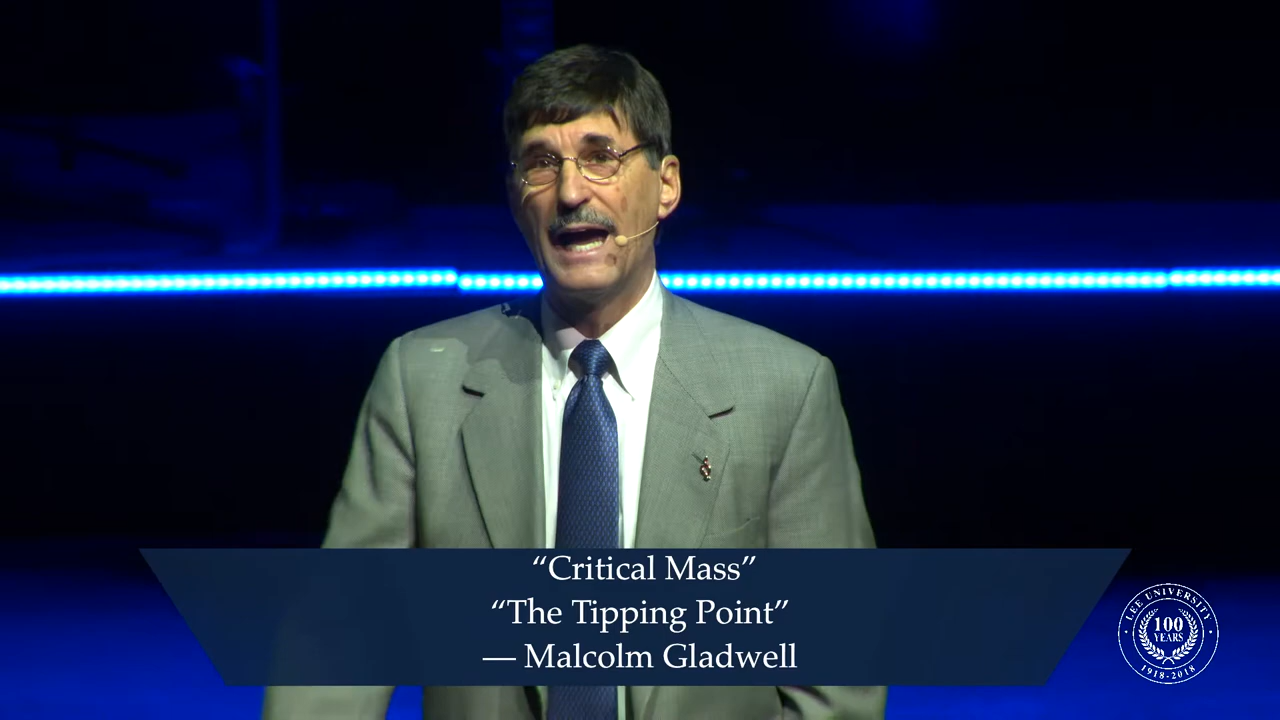 “Critical Mass”
“The Tipping Point”
— Malcolm Gladwell
LEE UNIVERSITY
100
YEARS
1918-2018